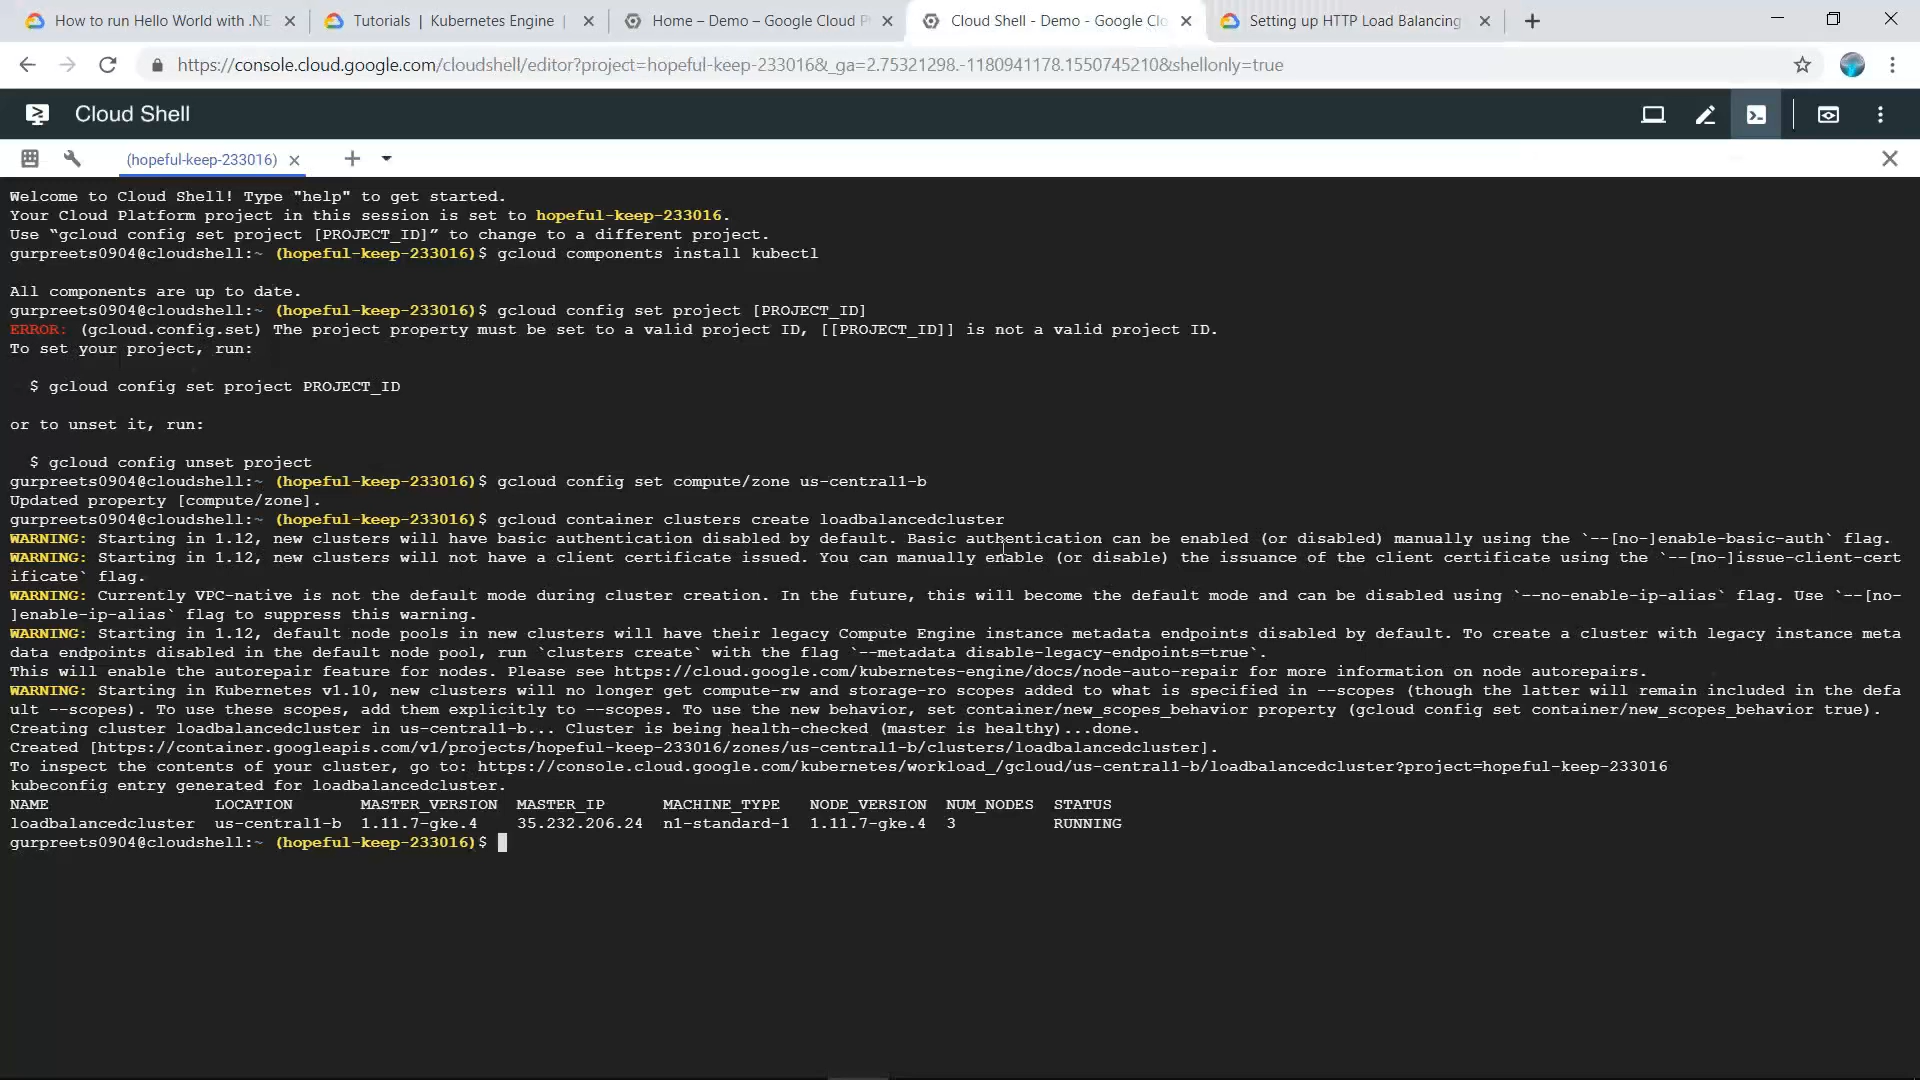 How to run Hello World with .NE
Tutorials | Kubernetes Engine
Home – Demo – Google Cloud P
Cloud Shell - Demo - Google Clo
Setting up HTTP Load Balancing
https://console.cloud.google.com/cloudshell/editor?project=hopeful-keep-233016&_ga=2.75321298.-1180941178.1550745210&shellonly=true
Cloud Shell
(hopeful-keep-233016)
Welcome to Cloud Shell! Type "help" to get started.
Your Cloud Platform project in this session is set to hopeful-keep-233016.
Use “gcloud config set project [PROJECT_ID]” to change to a different project.
gurpreets0904@cloudshell:~ (hopeful-keep-233016)$ gcloud components install kubectl
All components are up to date.
gurpreets0904@cloudshell:~ (hopeful-keep-233016)$ gcloud config set project [PROJECT_ID]
ERROR: (gcloud.config.set) The project property must be set to a valid project ID, [[PROJECT_ID]] is not a valid project ID.
To set your project, run:
$ gcloud config set project PROJECT_ID
or to unset it, run:
$ gcloud config unset project
gurpreets0904@cloudshell:~ (hopeful-keep-233016)$ gcloud config set compute/zone us-central1-b
Updated property [compute/zone].
gurpreets0904@cloudshell:~ (hopeful-keep-233016)$ gcloud container clusters create loadbalancedcluster
WARNING: Starting in 1.12, new clusters will have basic authentication disabled by default. Basic authentication can be enabled (or disabled) manually using the `--[no-]enable-basic-auth` flag.
WARNING: Starting in 1.12, new clusters will not have a client certificate issued. You can manually enable (or disable) the issuance of the client certificate using the `--[no-]issue-client-cert
ificate` flag.
WARNING: Currently VPC-native is not the default mode during cluster creation. In the future, this will become the default mode and can be disabled using `--no-enable-ip-alias` flag. Use `--[no-
]enable-ip-alias` flag to suppress this warning.
WARNING: Starting in 1.12, default node pools in new clusters will have their legacy Compute Engine instance metadata endpoints disabled by default. To create a cluster with legacy instance meta
data endpoints disabled in the default node pool, run `clusters create` with the flag `--metadata disable-legacy-endpoints=true`.
This will enable the autorepair feature for nodes. Please see https://cloud.google.com/kubernetes-engine/docs/node-auto-repair for more information on node autorepairs.
WARNING: Starting in Kubernetes v1.10, new clusters will no longer get compute-rw and storage-ro scopes added to what is specified in --scopes (though the latter will remain included in the defa
ult --scopes). To use these scopes, add them explicitly to --scopes. To use the new behavior, set container/new_scopes_behavior property (gcloud config set container/new_scopes_behavior true).
Creating cluster loadbalancedcluster in us-central1-b... Cluster is being health-checked (master is healthy)...done.
Created [https://container.googleapis.com/v1/projects/hopeful-keep-233016/zones/us-central1-b/clusters/loadbalancedcluster].
To inspect the contents of your cluster, go to: https://console.cloud.google.com/kubernetes/workload_/gcloud/us-central1-b/loadbalancedcluster?project=hopeful-keep-233016
kubeconfig entry generated for loadbalancedcluster.
NAME LOCATION MASTER_VERSION MASTER_IP MACHINE_TYPE NODE_VERSION NUM_NODES STATUS
loadbalancedcluster us-central1-b 1.11.7-gke.4 35.232.206.24 n1-standard-1 1.11.7-gke.4 3 RUNNING
gurpreets0904@cloudshell:~ (hopeful-keep-233016)$